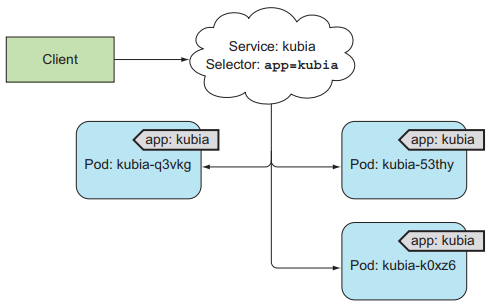 Client
Service: kubia
Selector: app=kubia
app: kubia
Pod: kubia-q3vkg
app: kubia
Pod: kubia-53thy
app: kubia
Pod: kubia-k0xz6